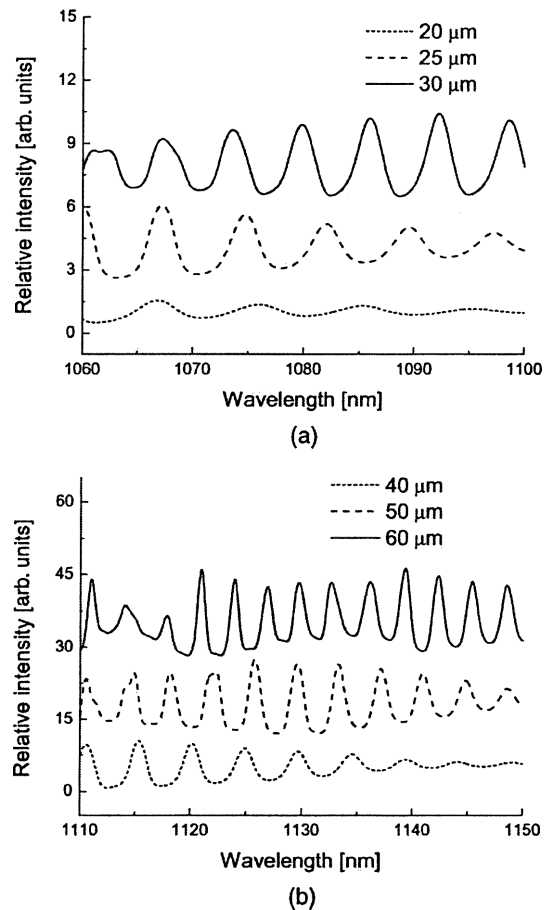 20 μm
25 μm
30 μm
15
12
9
6
3
0
Relative intensity [arb. units]
1060 1070 1080 1090 1100
Wavelength [nm]
(a)
40 μm
50 μm
60 μm
60
45
30
15
0
Relative intensity [arb. units]
1110 1120 1130 1140 1150
Wavelength [nm]
(b)